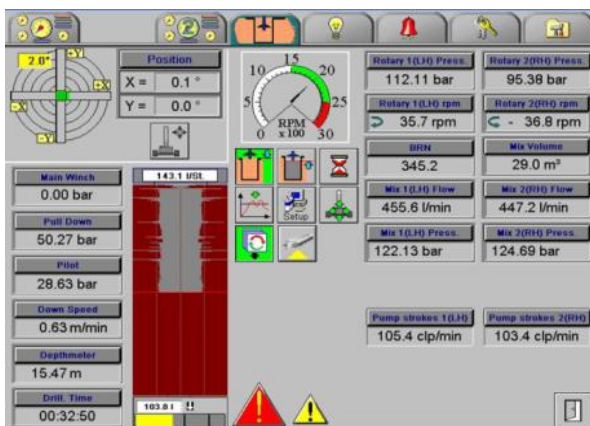 2
2.0°
+Y
-X
+X
-Y
Position
X = 0.1 °
Y = 0.0 °
Main Winch
0.00 bar
Pull Down
50.27 bar
Pilot
28.63 bar
Down Speed
0.63 m/min
Depthmeter
15.47 m
Drill. Time
00:32:50
143.1 l/St.
103.8 l
0 5 10 15 20 25 30
RPM
x 100
Setup
Rotary 1(LH) Press.
112.11 bar
Rotary 2(RH) Press.
95.38 bar
Rotary 1(LH) rpm
35.7 rpm
Rotary 2(RH) rpm
- 36.8 rpm
BRN
345.2
Mix Volume
29.0 m³
Mix 1(LH) Flow
455.6 l/min
Mix 2(RH) Flow
447.2 l/min
Mix 1(LH) Press.
122.13 bar
Mix 2(RH) Press.
124.69 bar
Pump strokes 1(LH)
105.4 clp/min
Pump strokes 2(RH)
103.4 clp/min